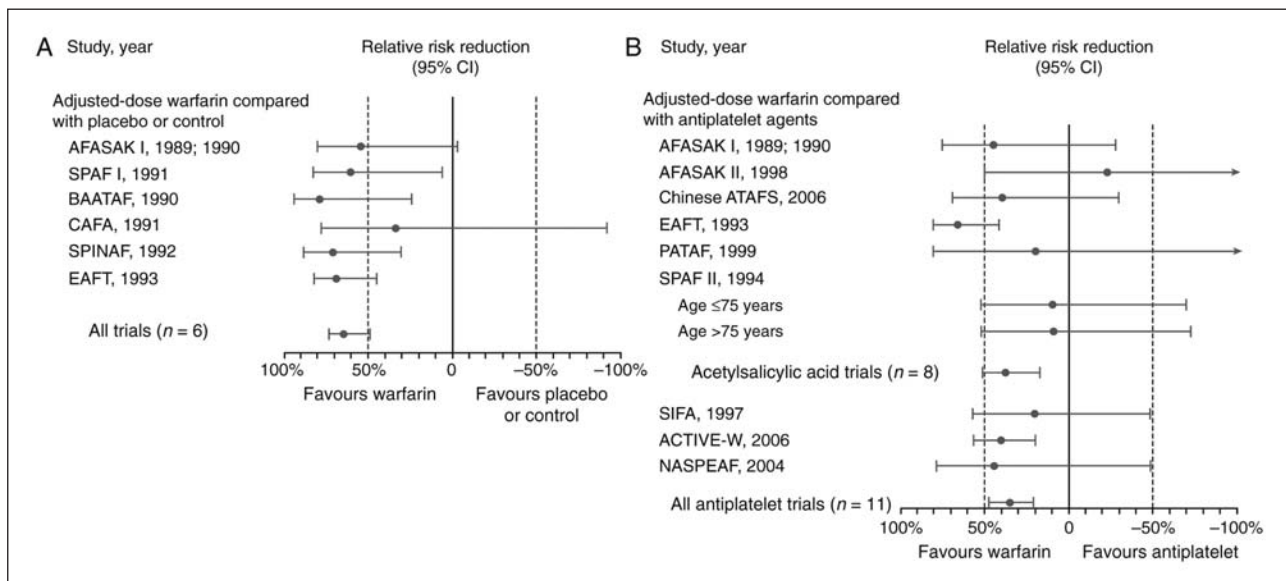 A Study, year Relative risk reduction
(95% CI)
Adjusted-dose warfarin compared
with placebo or control
AFASAK I, 1989; 1990
SPAF I, 1991
BAATAF, 1990
CAFA, 1991
SPINAF, 1992
EAFT, 1993
All trials (n = 6)
100% 50% 0 –50% –100%
Favours warfarin Favours placebo
or control
B Study, year Relative risk reduction
(95% CI)
Adjusted-dose warfarin compared
with antiplatelet agents
AFASAK I, 1989; 1990
AFASAK II, 1998
Chinese ATAFS, 2006
EAFT, 1993
PATAF, 1999
SPAF II, 1994
Age ≤75 years
Age >75 years
Acetylsalicylic acid trials (n = 8)
SIFA, 1997
ACTIVE-W, 2006
NASPEAF, 2004
All antiplatelet trials (n = 11)
100% 50% 0 –50% –100%
Favours warfarin Favours antiplatelet